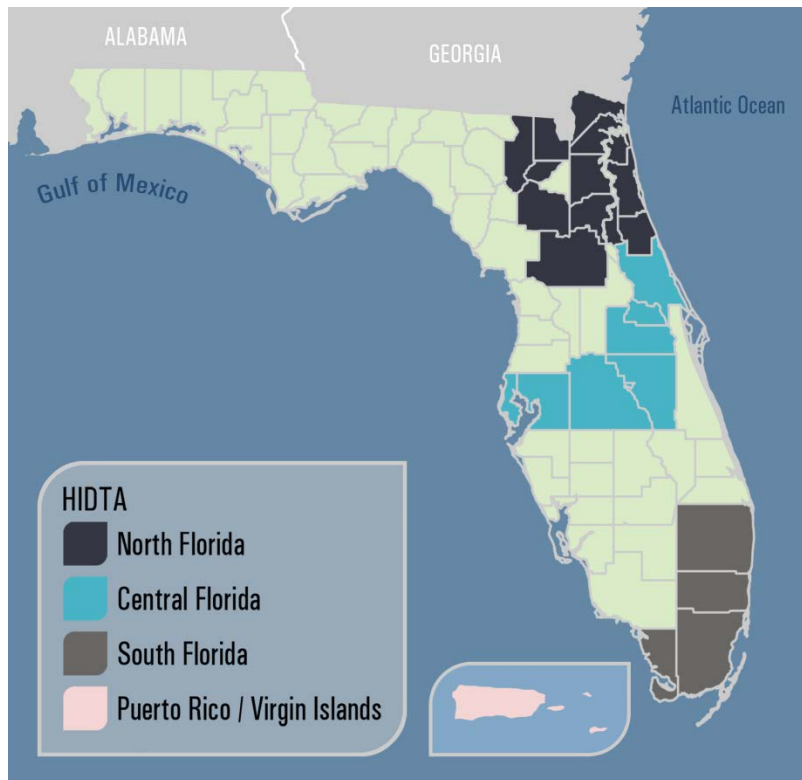 ALABAMA
GEORGIA
Atlantic Ocean
Gulf of Mexico
HIDTA
North Florida
Central Florida
South Florida
Puerto Rico / Virgin Islands